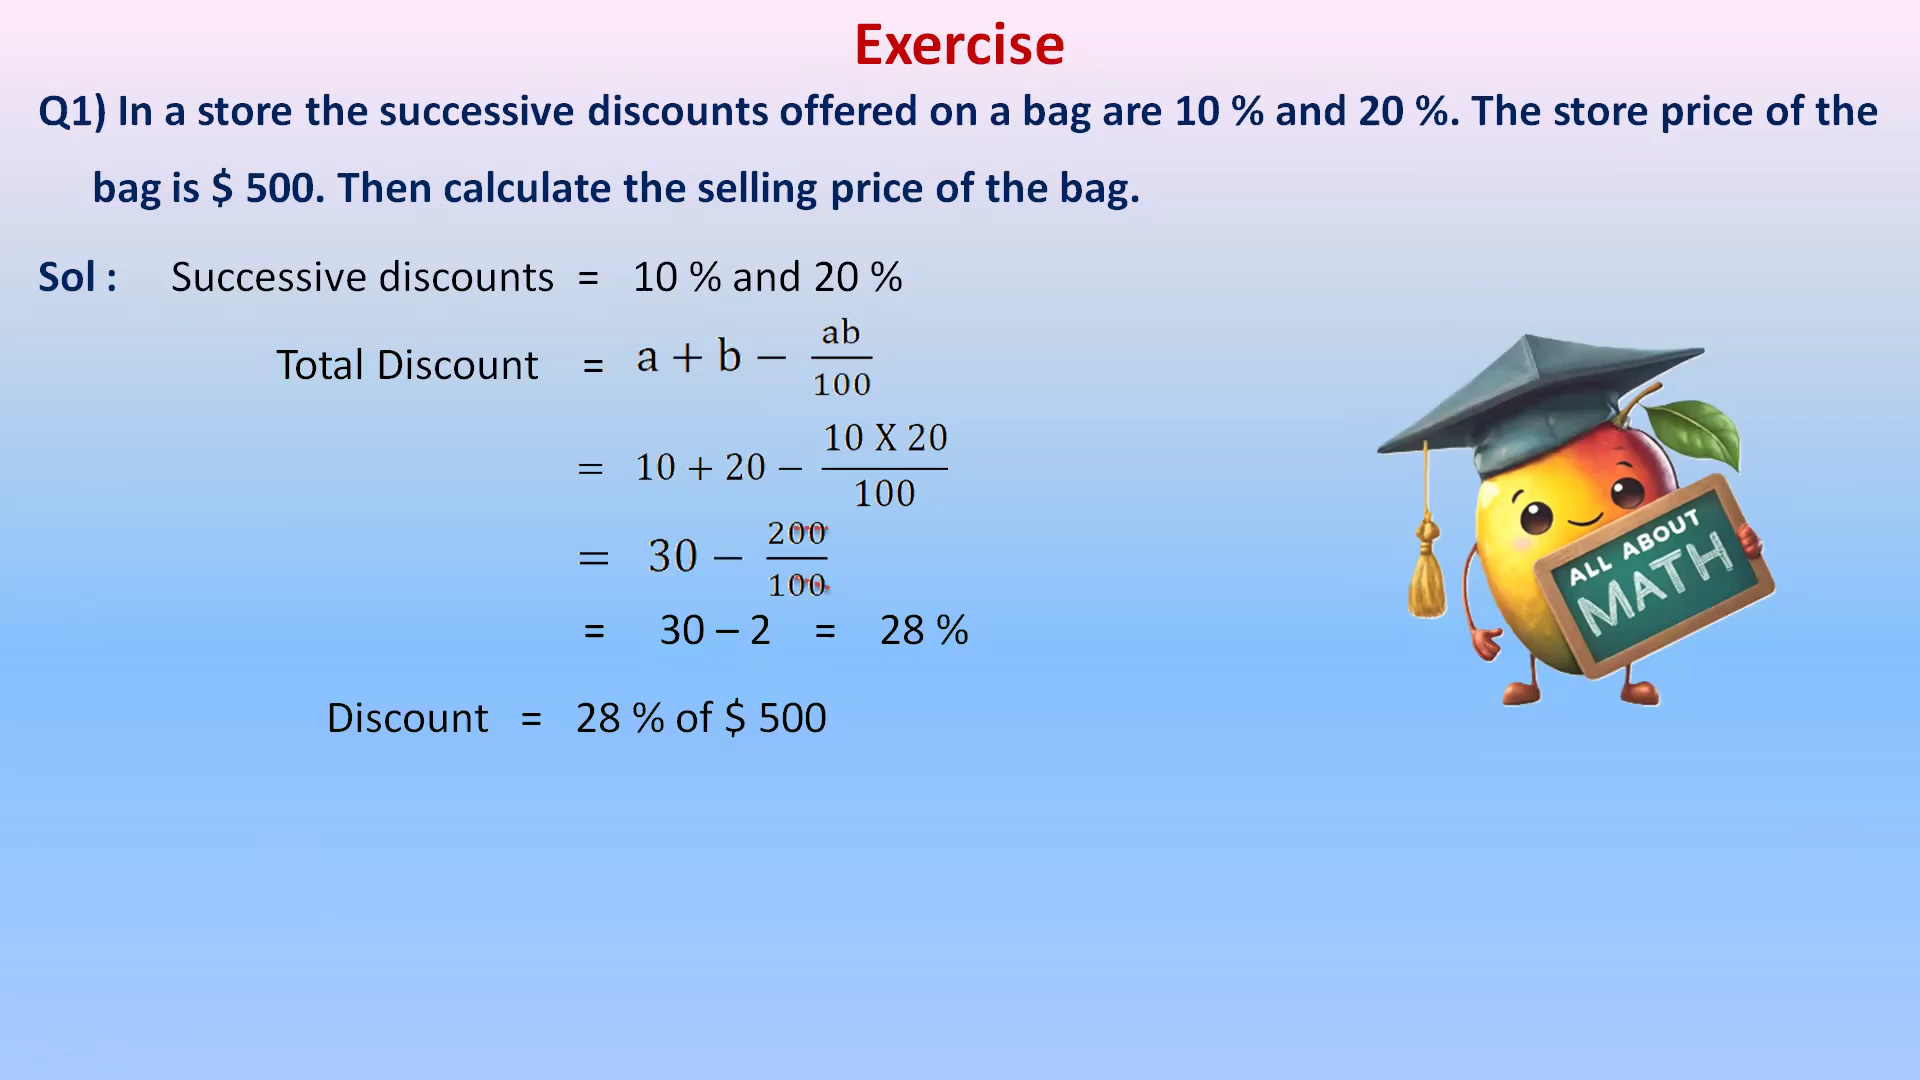 Exercise
Q1) In a store the successive discounts offered on a bag are 10 % and 20 %. The store price of the
bag is $ 500. Then calculate the selling price of the bag.
Sol : Successive discounts = 10 % and 20 %
Total Discount = a + b − ab/100
= 10 + 20 − 10 X 20/100
= 30 − 200/100
= 30 – 2 = 28 %
Discount = 28 % of $ 500
ALL ABOUT
MATH